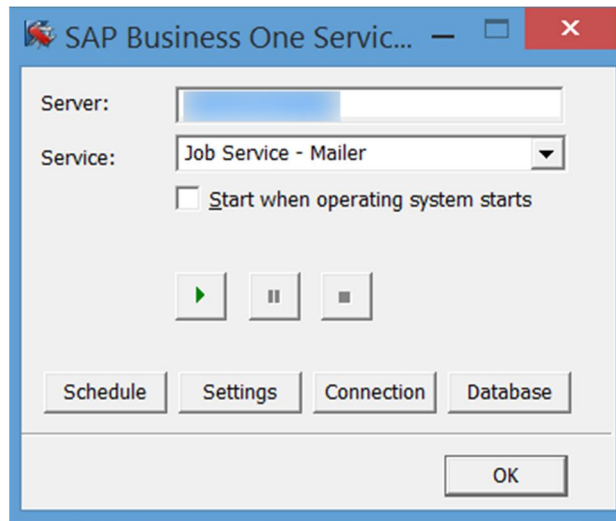 SAP Business One Servic...
Server:
Service:
Job Service - Mailer
Start when operating system starts
Schedule
Settings
Connection
Database
OK